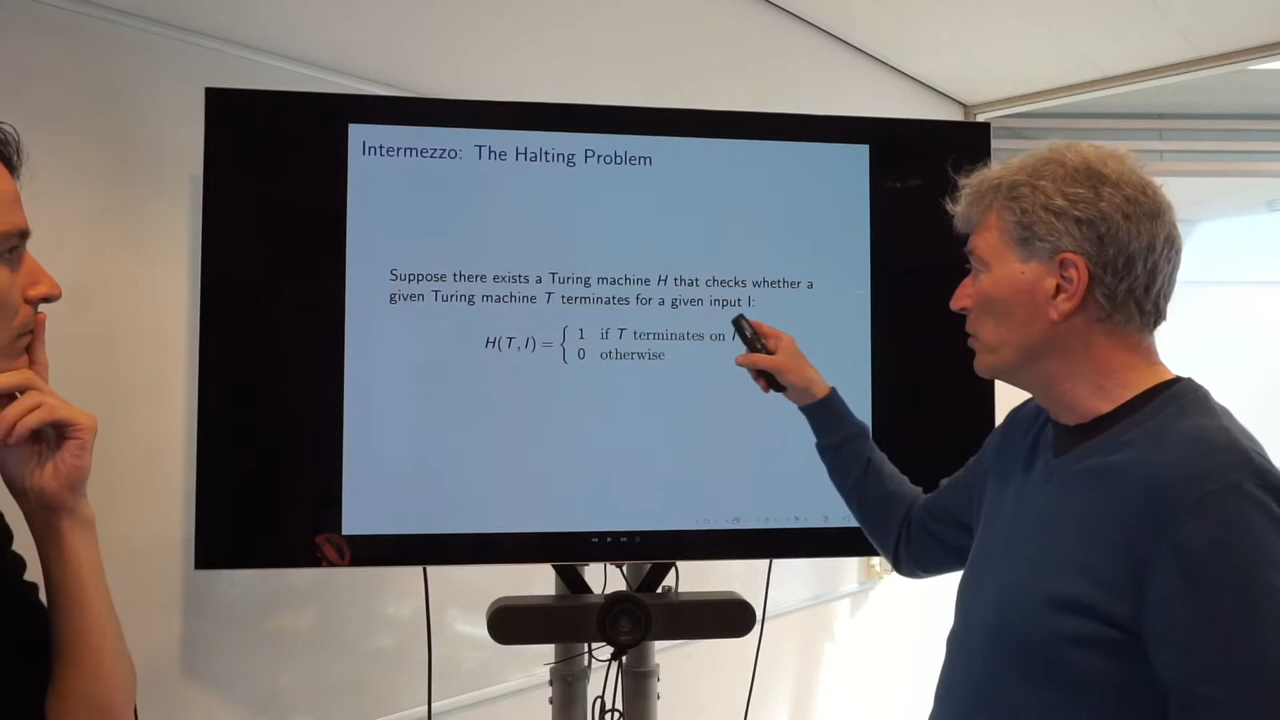 Intermezzo: The Halting Problem
Suppose there exists a Turing machine H that checks whether a
given Turing machine T terminates for a given input I:
H(T, I) = { 1 if T terminates on I
0 otherwise